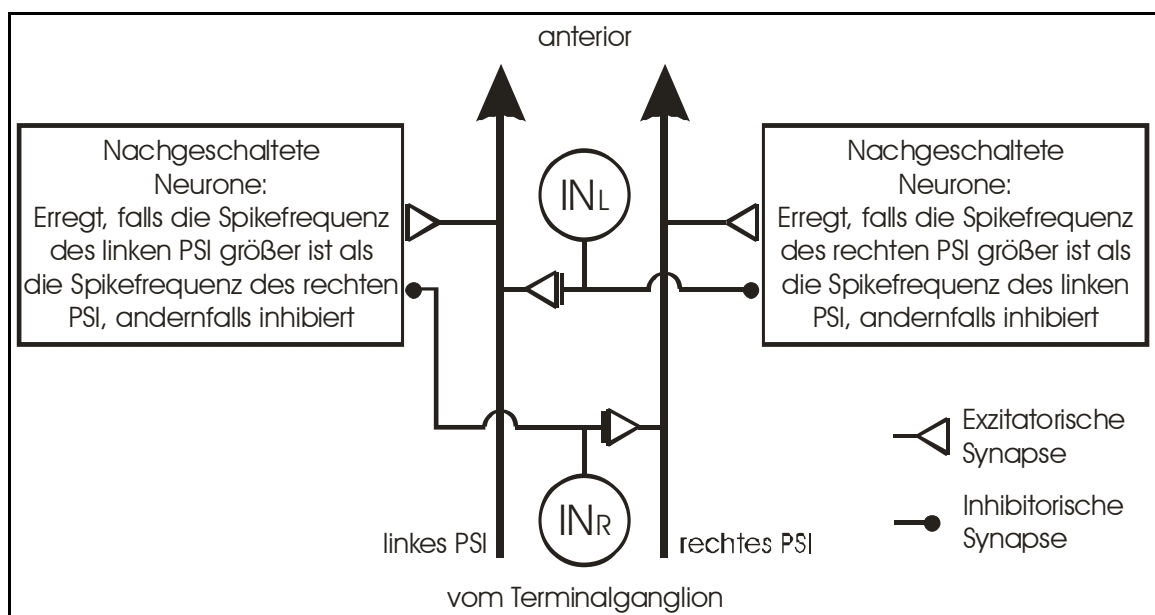 anterior
Nachgeschaltete
Neurone:
Erregt, falls die Spikefrequenz
des linken PSI größer ist als
die Spikefrequenz des rechten
PSI, andernfalls inhibiert
INL
Nachgeschaltete
Neurone:
Erregt, falls die Spikefrequenz
des rechten PSI größer ist als
die Spikefrequenz des linken
PSI, andernfalls inhibiert
Exzitatorische
Synapse
Inhibitorische
Synapse
linkes PSI
INR
rechtes PSI
vom Terminalganglion